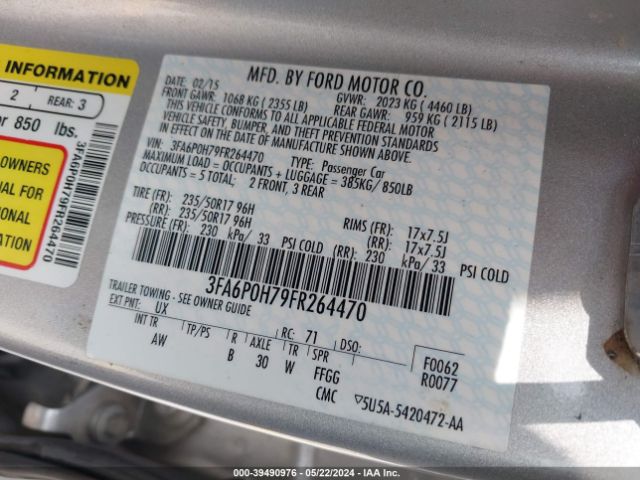 INFORMATION
2 REAR: 3
or 850 lbs.
OWNERS
IAL FOR
TIONAL
3FA6P0H79FR264470
MFD. BY FORD MOTOR CO.
DATE: 02/15 GVWR: 2023 KG ( 4460 LB)
FRONT GAWR: 1068 KG ( 2355 LB) REAR GAWR: 959 KG ( 2115 LB)
THIS VEHICLE CONFORMS TO ALL APPLICABLE FEDERAL MOTOR
VEHICLE SAFETY, BUMPER, AND THEFT PREVENTION STANDARDS
IN EFFECT ON THE DATE OF MANUFACTURE SHOWN ABOVE.
VIN: 3FA6P0H79FR264470 TYPE: Passenger Car
MAXIMUM LOAD = OCCUPANTS + LUGGAGE = 385KG/ 850LB
OCCUPANTS = 5 TOTAL; 2 FRONT, 3 REAR
TIRE (FR): 235/50R17 96H RIMS (FR): 17x7.5J
(RR): 235/50R17 96H (RR): 17x7.5J
PRESSURE (FR): 230 kPa/ 33 PSI COLD (RR): 230 kPa/ 33 PSI COLD
3FA6P0H79FR264470
TRAILER TOWING - SEE OWNER GUIDE
EXT PNT: UX RC: 71 DSO:
INT TR TP/PS R AXLE TR SPR F0062
AW B 30 W FFGG R0077
CMC ▽5U5A-5420472-AA
000-39490976 - 05/22/2024 - IAA Inc.